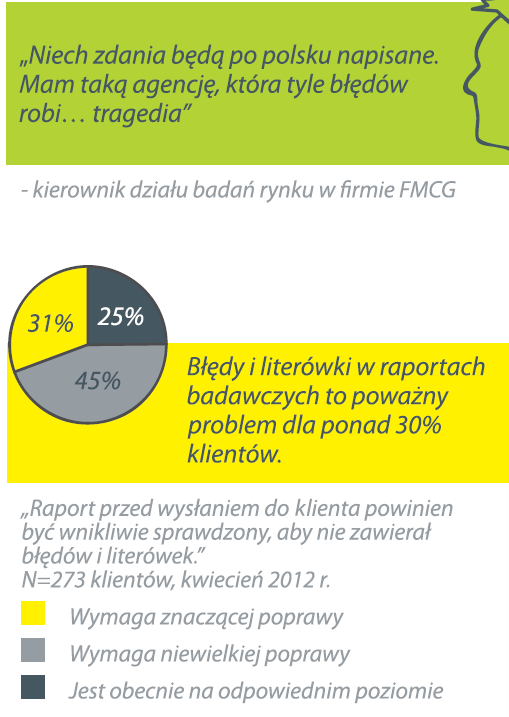 „Niech zdania będą po polsku napisane.
Mam taką agencję, która tyle błędów
robi… tragedia”
- kierownik działu badań rynku w firmie FMCG
31%
25%
45%
Błędy i literówki w raportach
badawczych to poważny
problem dla ponad 30%
klientów.
„Raport przed wysłaniem do klienta powinien
być wnikliwie sprawdzony, aby nie zawierał
błędów i literówek.”
N=273 klientów, kwiecień 2012 r.
Wymaga znaczącej poprawy
Wymaga niewielkiej poprawy
Jest obecnie na odpowiednim poziomie